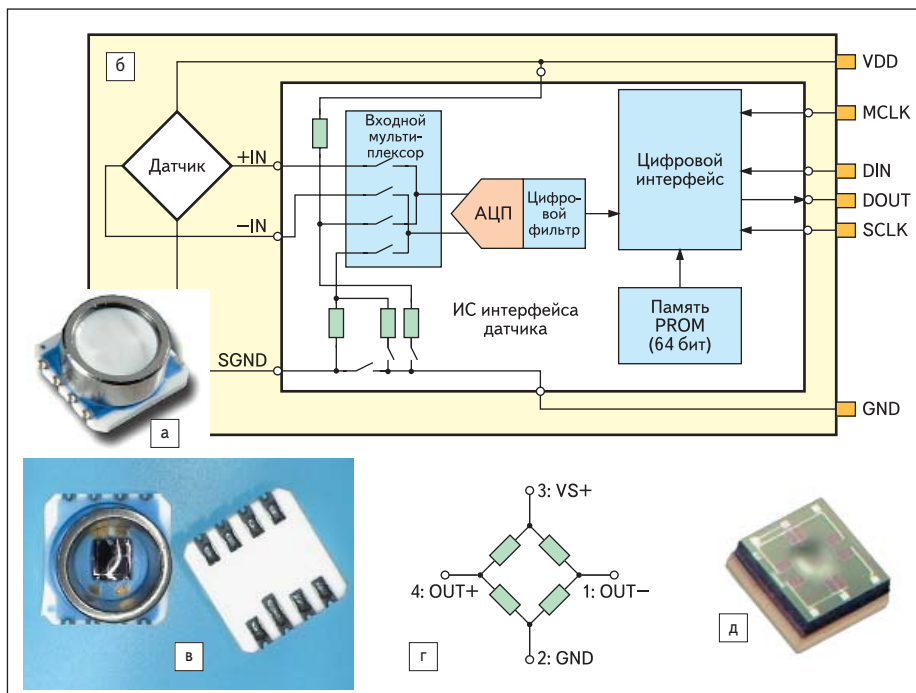 б
VDD
MCLK
DIN
DOUT
SCLK
GND
Датчик
+IN
−IN
SGND
Входной
мульти-
плексор
АЦП
Цифро-
вой
фильтр
Цифровой
интерфейс
Память
PROM
(64 бит)
ИС интерфейса
датчика
а
в
3: VS+
4: OUT+
1: OUT−
2: GND
г
д